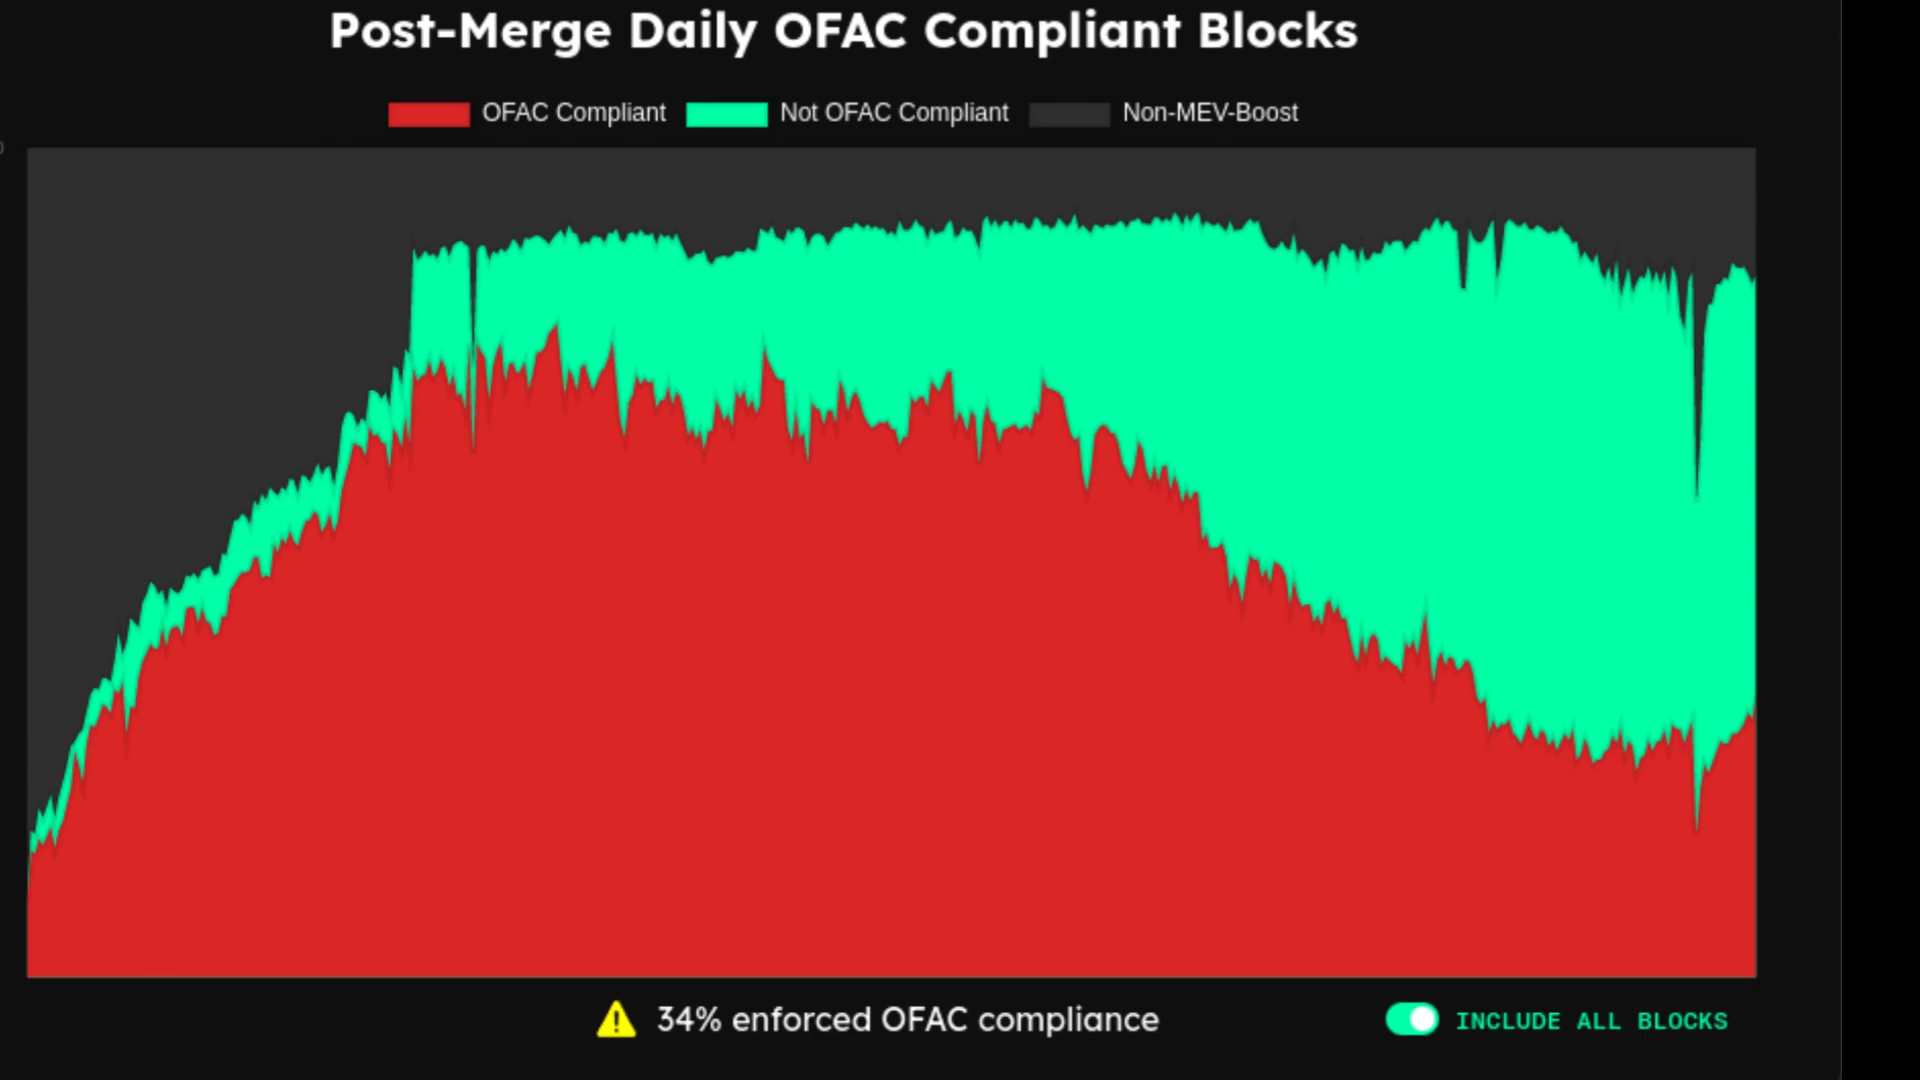 Post-Merge Daily OFAC Compliant Blocks
OFAC Compliant Not OFAC Compliant Non-MEV-Boost
34% enforced OFAC compliance
INCLUDE ALL BLOCKS